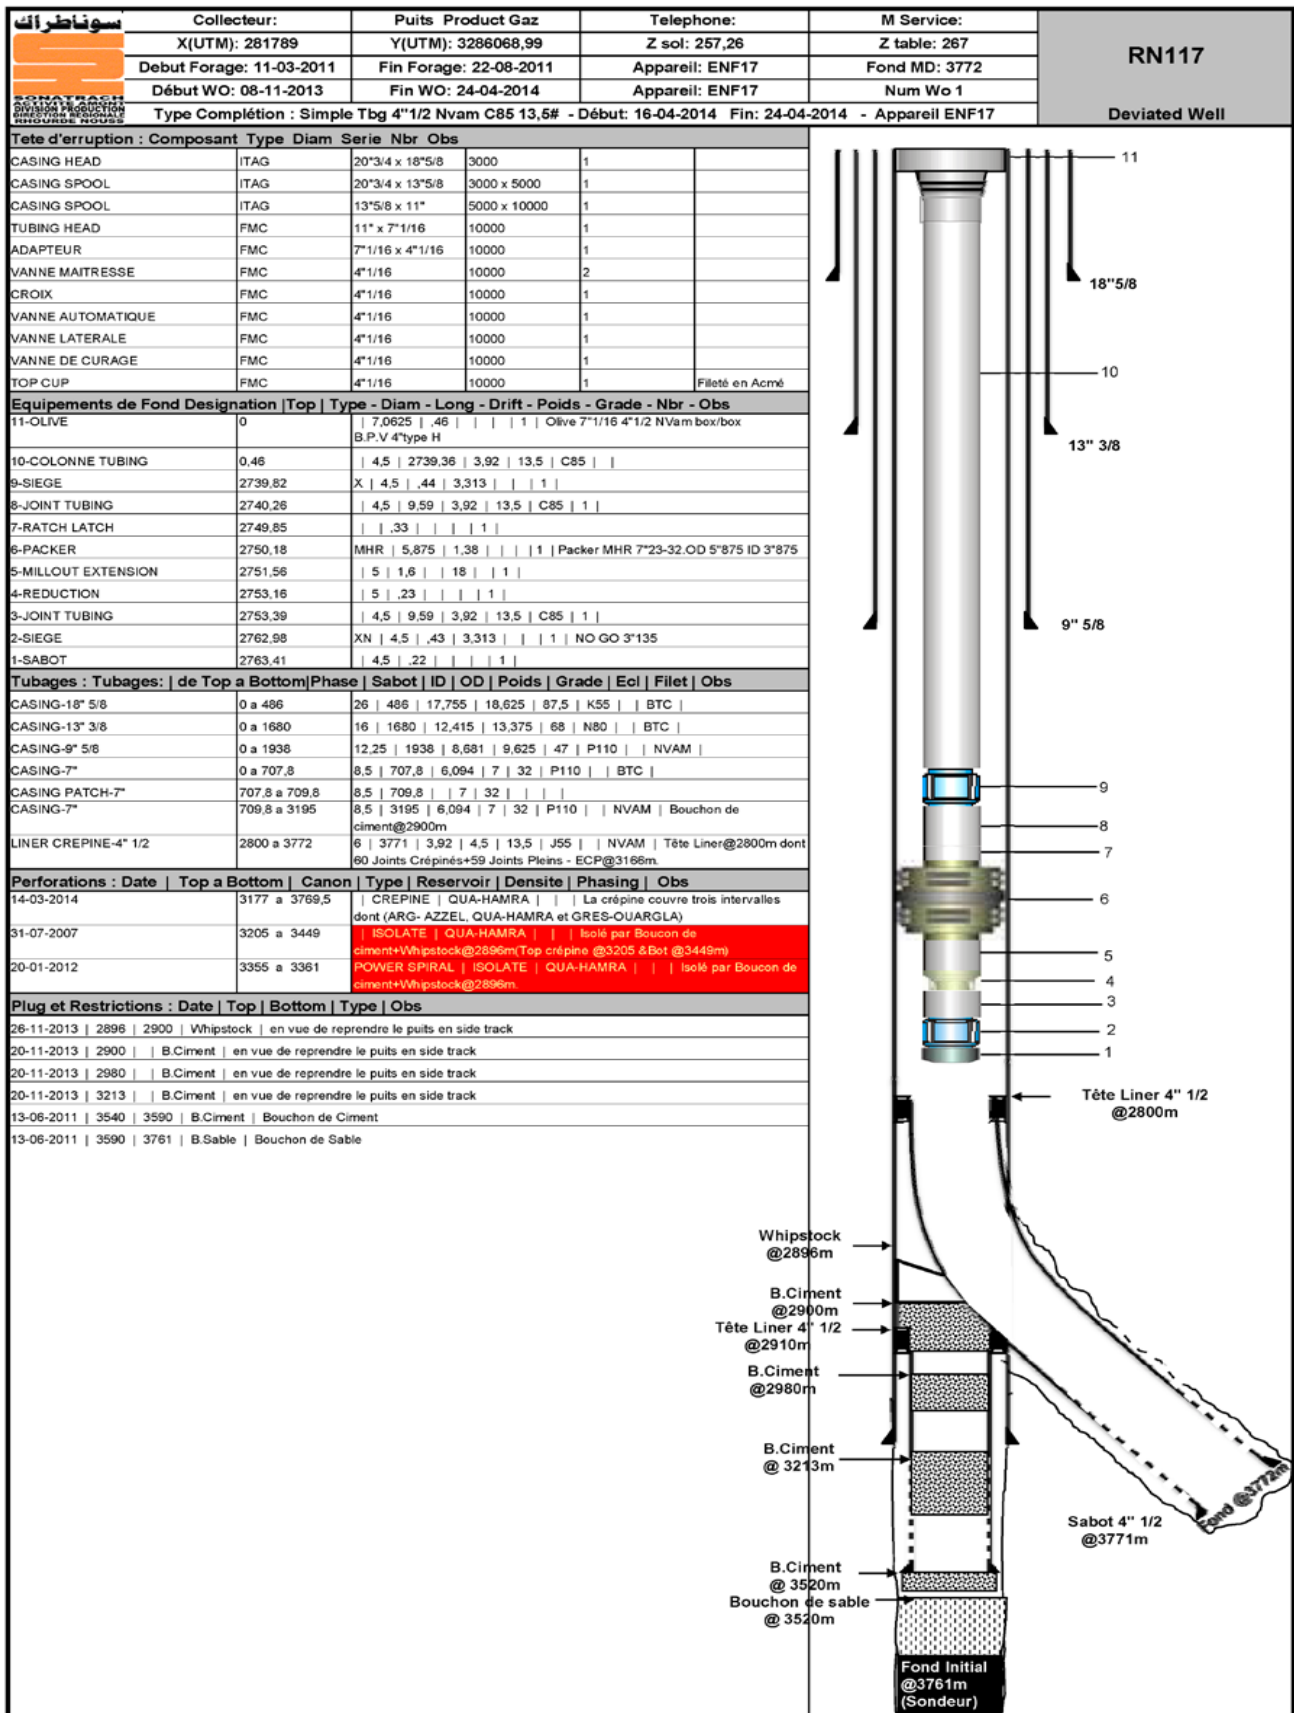 سوناطراك
SONATRACH
ACTIVITE AMONT
DIVISION PRODUCTION
DIRECTION REGIONALE
RHOURDE NOUSS
Collecteur: Puits Product Gaz Telephone: M Service:
X(UTM): 281789 Y(UTM): 3286068,99 Z sol: 257,26 Z table: 267
Debut Forage: 11-03-2011 Fin Forage: 22-08-2011 Appareil: ENF17 Fond MD: 3772
Début WO: 08-11-2013 Fin WO: 24-04-2014 Appareil: ENF17 Num Wo 1
Type Complétion : Simple Tbg 4"1/2 Nvam C85 13,5# - Début: 16-04-2014 Fin: 24-04-2014 - Appareil ENF17
RN117
Deviated Well
Tete d'erruption : Composant Type Diam Serie Nbr Obs
CASING HEAD ITAG 20"3/4 x 18"5/8 3000 1
CASING SPOOL ITAG 20"3/4 x 13"5/8 3000 x 5000 1
CASING SPOOL ITAG 13"5/8 x 11" 5000 x 10000 1
TUBING HEAD FMC 11" x 7"1/16 10000 1
ADAPTEUR FMC 7"1/16 x 4"1/16 10000 1
VANNE MAITRESSE FMC 4"1/16 10000 2
CROIX FMC 4"1/16 10000 1
VANNE AUTOMATIQUE FMC 4"1/16 10000 1
VANNE LATERALE FMC 4"1/16 10000 1
VANNE DE CURAGE FMC 4"1/16 10000 1
TOP CUP FMC 4"1/16 10000 1 Fileté en Acmé
Equipements de Fond Designation |Top | Type - Diam - Long - Drift - Poids - Grade - Nbr - Obs
11-OLIVE 0 | 7,0625 | ,46 | | | | 1 | Olive 7"1/16 4"1/2 NVam box/box
B.P.V 4"type H
10-COLONNE TUBING 0,46 | 4,5 | 2739,36 | 3,92 | 13,5 | C85 | |
9-SIEGE 2739,82 X | 4,5 | ,44 | 3,313 | | | 1 |
8-JOINT TUBING 2740,26 | 4,5 | 9,59 | 3,92 | 13,5 | C85 | 1 |
7-RATCH LATCH 2749,85 | | ,33 | | | | 1 |
6-PACKER 2750,18 MHR | 5,875 | 1,38 | | | | 1 | Packer MHR 7"23-32.OD 5"875 ID 3"875
5-MILLOUT EXTENSION 2751,56 | 5 | 1,6 | | 18 | | 1 |
4-REDUCTION 2753,16 | 5 | ,23 | | | | 1 |
3-JOINT TUBING 2753,39 | 4,5 | 9,59 | 3,92 | 13,5 | C85 | 1 |
2-SIEGE 2762,98 XN | 4,5 | ,43 | 3,313 | | | 1 | NO GO 3"135
1-SABOT 2763,41 | 4,5 | ,22 | | | | 1 |
Tubages : Tubages: | de Top a Bottom|Phase | Sabot | ID | OD | Poids | Grade | Ecl | Filet | Obs
CASING-18" 5/8 0 a 486 26 | 486 | 17,755 | 18,625 | 87,5 | K55 | | BTC |
CASING-13" 3/8 0 a 1680 16 | 1680 | 12,415 | 13,375 | 68 | N80 | | BTC |
CASING-9" 5/8 0 a 1938 12,25 | 1938 | 8,681 | 9,625 | 47 | P110 | | NVAM |
CASING-7" 0 a 707,8 8,5 | 707,8 | 6,094 | 7 | 32 | P110 | | BTC |
CASING PATCH-7" 707,8 a 709,8 8,5 | 709,8 | | 7 | 32 | | | |
CASING-7" 709,8 a 3195 8,5 | 3195 | 6,094 | 7 | 32 | P110 | | NVAM | Bouchon de
ciment@2900m
LINER CREPINE-4" 1/2 2800 a 3772 6 | 3771 | 3,92 | 4,5 | 13,5 | J55 | | NVAM | Tête Liner@2800m dont
60 Joints Crépinés+59 Joints Pleins - ECP@3166m.
Perforations : Date | Top a Bottom | Canon | Type | Reservoir | Densite | Phasing | Obs
14-03-2014 3177 a 3769,5 | CREPINE | QUA-HAMRA | | | La crépine couvre trois intervalles
dont (ARG- AZZEL, QUA-HAMRA et GRES-OUARGLA)
31-07-2007 3205 a 3449 | ISOLATE | QUA-HAMRA | | | Isolé par Boucon de
ciment+Whipstock@2896m(Top crépine @3205 &Bot @3449m)
20-01-2012 3355 a 3361 POWER SPIRAL | ISOLATE | QUA-HAMRA | | | Isolé par Boucon de
ciment+Whipstock@2896m.
Plug et Restrictions : Date | Top | Bottom | Type | Obs
26-11-2013 | 2896 | 2900 | Whipstock | en vue de reprendre le puits en side track
20-11-2013 | 2900 | | B.Ciment | en vue de reprendre le puits en side track
20-11-2013 | 2980 | | B.Ciment | en vue de reprendre le puits en side track
20-11-2013 | 3213 | | B.Ciment | en vue de reprendre le puits en side track
13-06-2011 | 3540 | 3590 | B.Ciment | Bouchon de Ciment
13-06-2011 | 3590 | 3761 | B.Sable | Bouchon de Sable
11
18"5/8
10
13" 3/8
9" 5/8
9
8
7
6
5
4
3
2
1
Tête Liner 4" 1/2
@2800m
Whipstock
@2896m
B.Ciment
@2900m
Tête Liner 4" 1/2
@2910m
B.Ciment
@2980m
B.Ciment
@ 3213m
Fond @3772m
Sabot 4" 1/2
@3771m
B.Ciment
@ 3520m
Bouchon de sable
@ 3520m
Fond Initial
@3761m
(Sondeur)